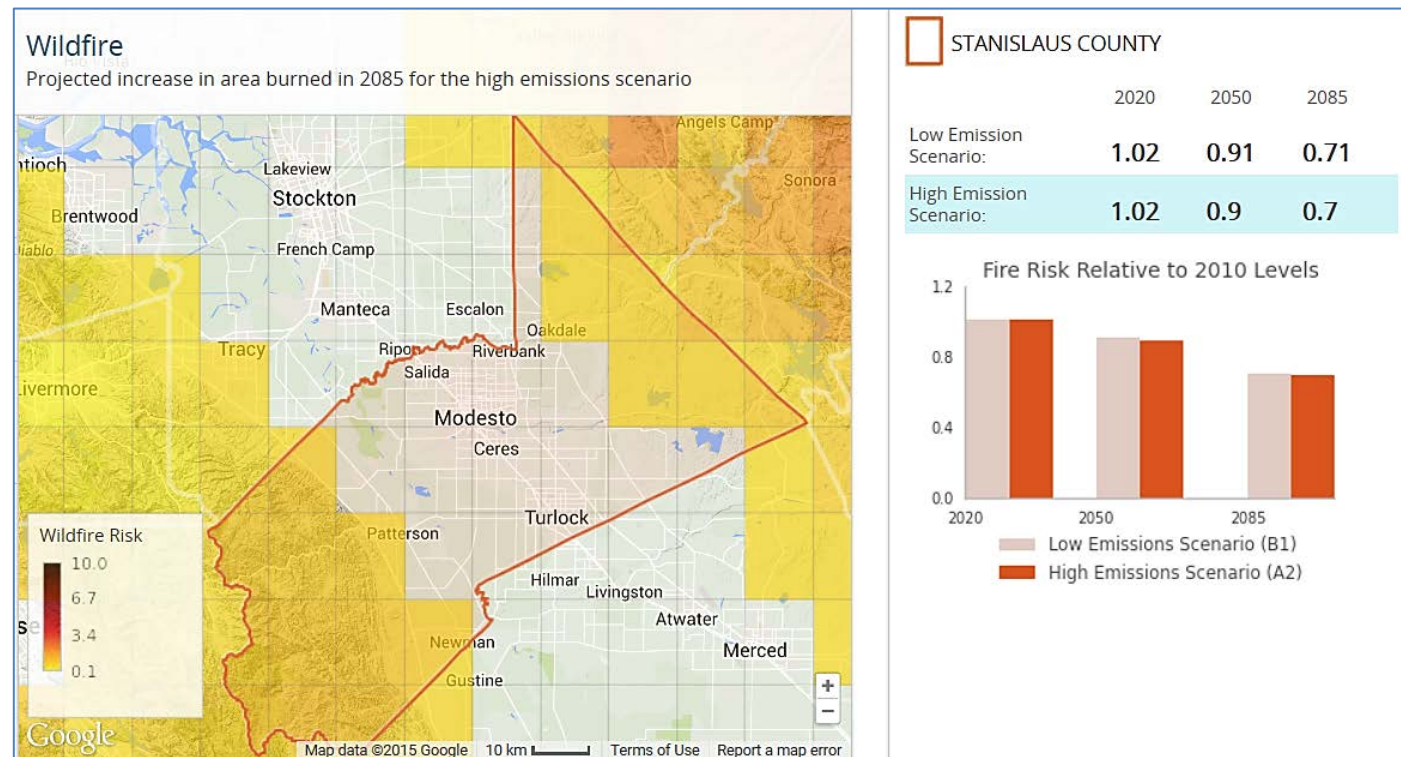 Wildfire
Projected increase in area burned in 2085 for the high emissions scenario
Rio Vista
Angels Camp
Lakeview
Sonora
Stockton
Brentwood
French Camp
Diablo
Manteca
Escalon
Oakdale
Tracy
Riverbank
Salida
Livermore
Modesto
Ceres
Turlock
Patterson
Wildfire Risk
10.0
6.7
3.4
0.1
Hilmar
Livingston
Atwater
Newman
Merced
Gustine
+
−
Google
Map data ©2015 Google
10 km
Terms of Use
Report a map error
STANISLAUS COUNTY
2020 2050 2085
Low Emission
Scenario: 1.02 0.91 0.71
High Emission
Scenario: 1.02 0.9 0.7
Fire Risk Relative to 2010 Levels
1.2
0.8
0.4
0.0
2020 2050 2085
Low Emissions Scenario (B1)
High Emissions Scenario (A2)